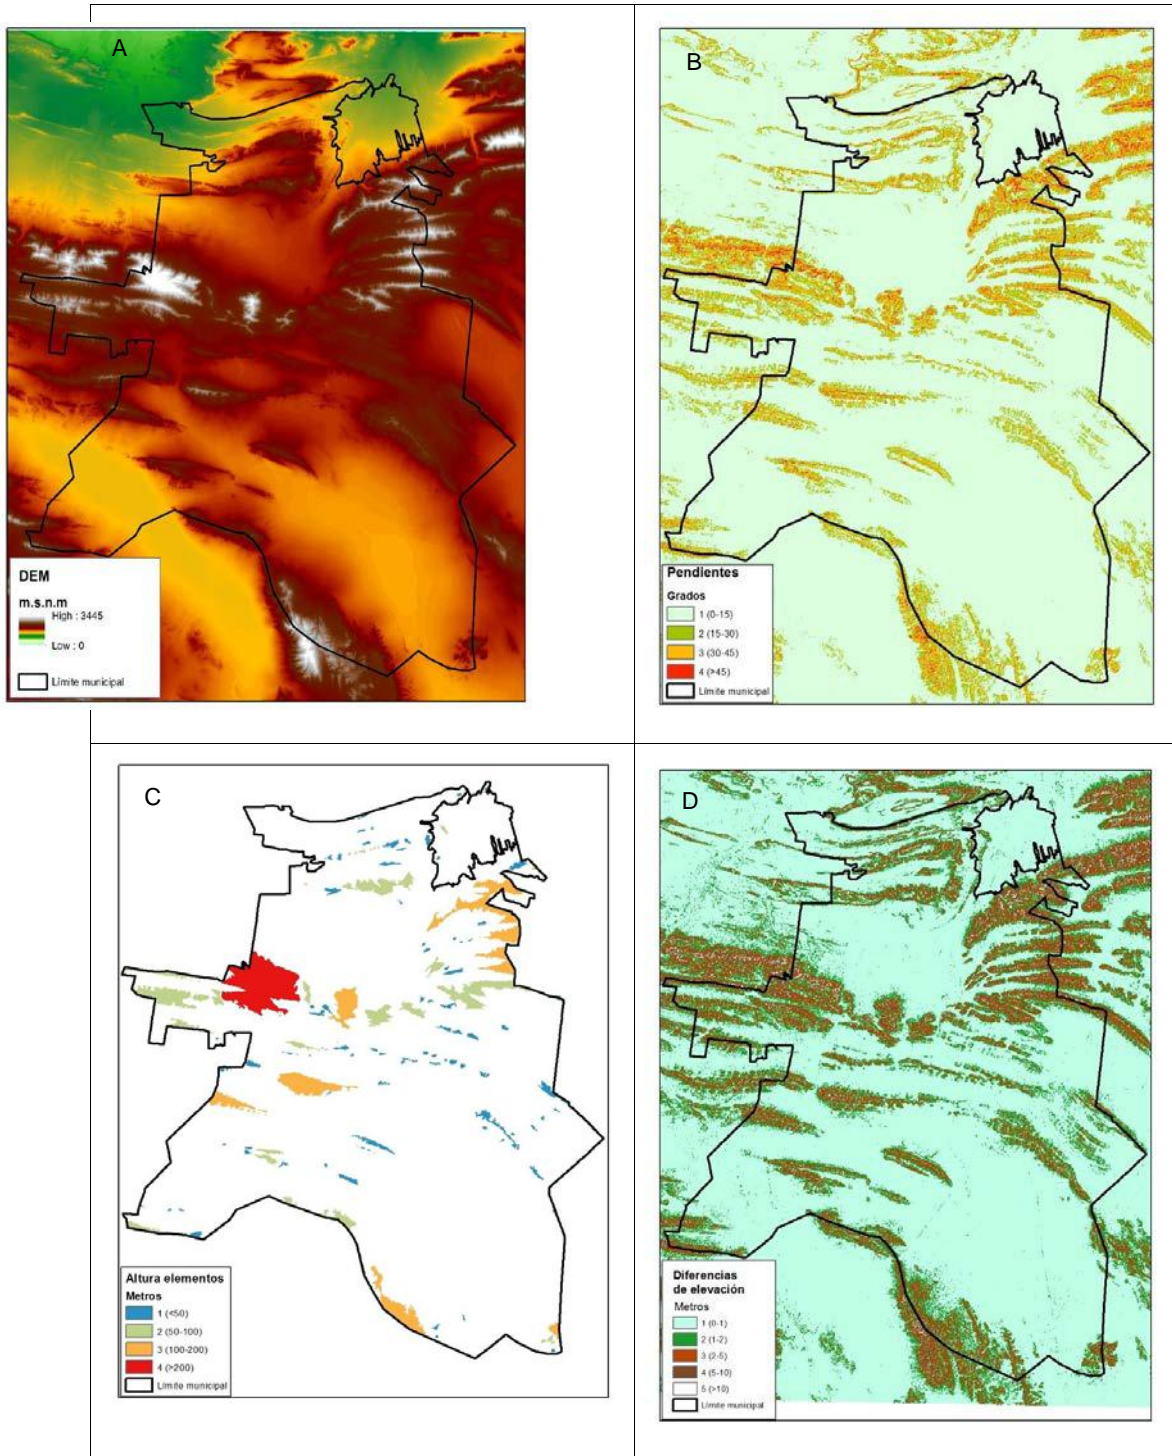 A
DEM
m.s.n.m
High : 3445
Low : 0
Límite municipal
B
Pendientes
Grados
1 (0-15)
2 (15-30)
3 (30-45)
4 (>45)
Límite municipal
C
Altura elementos
Metros
1 (<50)
2 (50-100)
3 (100-200)
4 (>200)
Límite municipal
D
Diferencias
de elevación
Metros
1 (0-1)
2 (1-2)
3 (2-5)
4 (5-10)
5 (>10)
Límite municipal